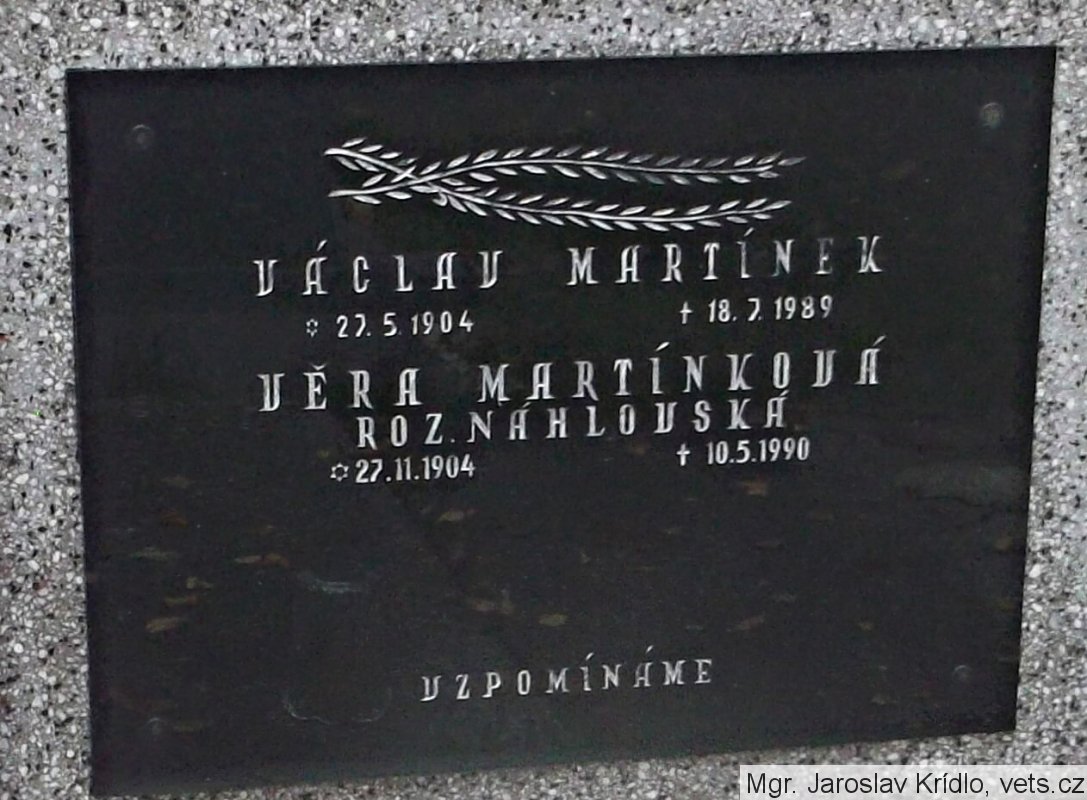 VÁCLAV MARTÍNEK
✡ 27. 5. 1904 † 18. 7. 1989
VĚRA MARTÍNKOVÁ
ROZ. NÁHLOVSKÁ
✡ 27.11.1904 † 10.5.1990
VZPOMÍNÁME
Mgr. Jaroslav Krídlo, vets.cz